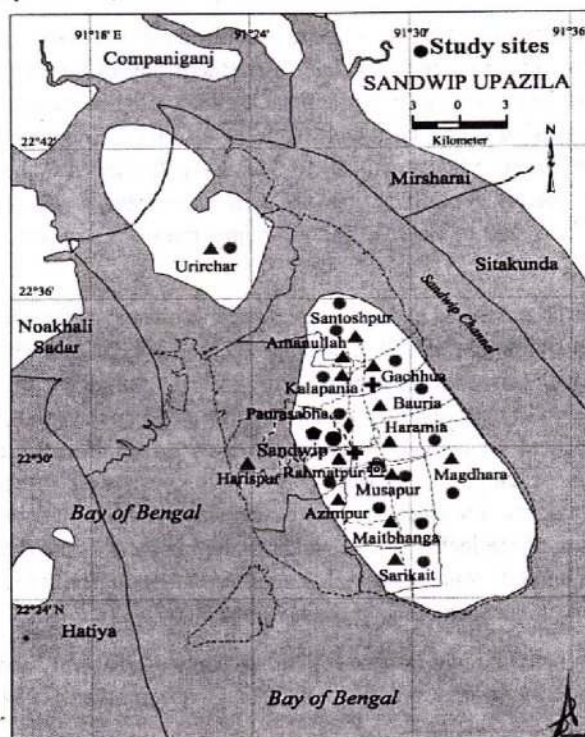 91°18' E
91°24'
91°30'
91°36'
Companiganj
Study sites
SANDWIP UPAZILA
3 0 3
Kilometer
N
22°42'
Mirsharai
Sitakunda
Urirchar
22°36'
Sandwip Channel
Noakhali
Sadar
Santoshpur
Amanullah
Gachhua
Kalapania
Bauria
Paurasabha
Haramia
Sandwip
22°30'
Harispur
Rahmatpur
Magdhara
Musapur
Bay of Bengal
Azimpur
Maitbhanga
Sarikait
22°24' N
Hatiya
Bay of Bengal